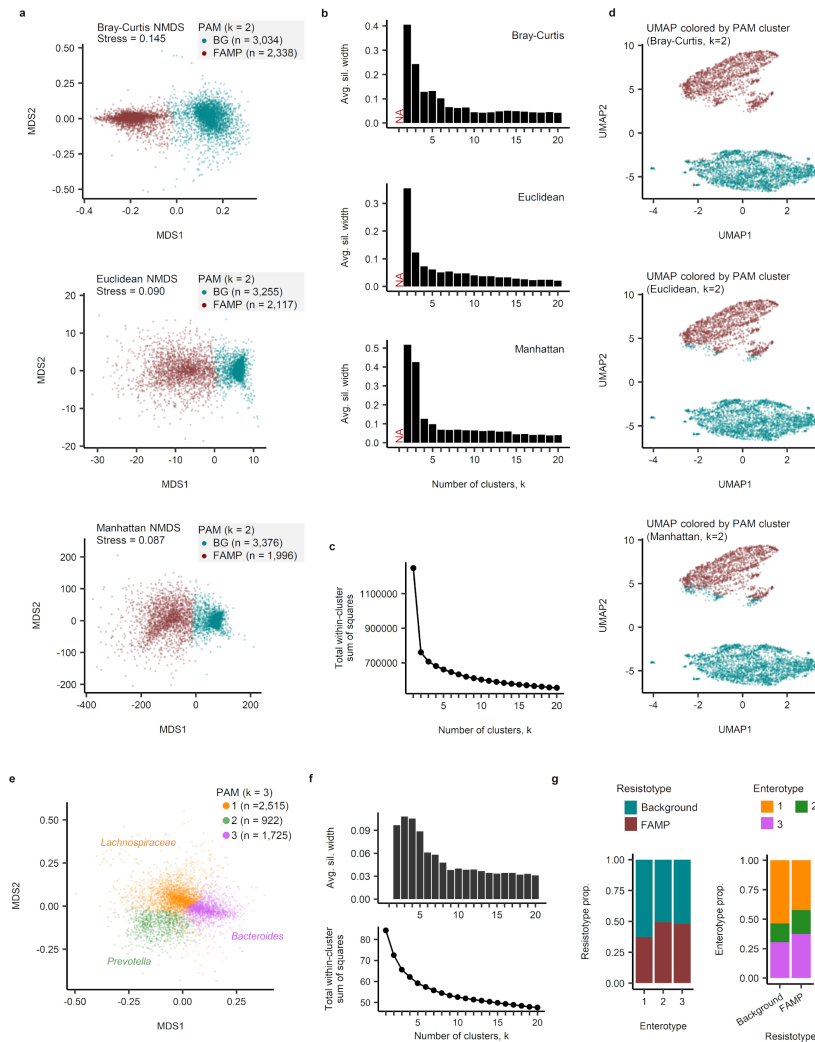 a
Bray-Curtis NMDS
Stress = 0.145
PAM (k = 2)
BG (n = 3,034)
FAMP (n = 2,338)
MDS2
0.50
0.25
0.00
-0.25
-0.50
-0.4
-0.2
0.0
0.2
MDS1
Euclidean NMDS
Stress = 0.090
PAM (k = 2)
BG (n = 3,255)
FAMP (n = 2,117)
MDS2
20
10
0
-10
-20
-30
-20
-10
0
10
MDS1
Manhattan NMDS
Stress = 0.087
PAM (k = 2)
BG (n = 3,376)
FAMP (n = 1,996)
MDS2
200
100
0
-100
-200
-400
-200
0
200
MDS1
b
Bray-Curtis
Avg. sil. width
0.4
0.3
0.2
0.1
0.0
NA
5
10
15
20
Euclidean
Avg. sil. width
0.3
0.2
0.1
0.0
NA
5
10
15
20
Manhattan
Avg. sil. width
0.5
0.4
0.3
0.2
0.1
0.0
NA
5
10
15
20
Number of clusters, k
c
Total within-cluster
sum of squares
1100000
900000
700000
5
10
15
20
Number of clusters, k
d
UMAP colored by PAM cluster
(Bray-Curtis, k=2)
UMAP2
10
5
0
-5
-4
-2
0
2
UMAP1
UMAP colored by PAM cluster
(Euclidean, k=2)
UMAP2
10
5
0
-5
-4
-2
0
2
UMAP1
UMAP colored by PAM cluster
(Manhattan, k=2)
UMAP2
10
5
0
-5
-4
-2
0
2
UMAP1
e
PAM (k = 3)
1 (n =2,515)
2 (n = 922)
3 (n = 1,725)
Lachnospiraceae
Prevotella
Bacteroides
MDS2
0.50
0.25
0.00
-0.25
-0.50
-0.25
0.00
0.25
0.50
MDS1
f
Avg. sil. width
0.09
0.06
0.03
0.00
5
10
15
20
Total within-cluster
sum of squares
80
70
60
50
0
5
10
15
20
Number of clusters, k
g
Resistotype
Background
FAMP
Resistotype prop.
1.00
0.75
0.50
0.25
0.00
1
2
3
Enterotype
Enterotype
1
2
3
Enterotype prop.
1.00
0.75
0.50
0.25
0.00
Background
FAMP
Resistotype